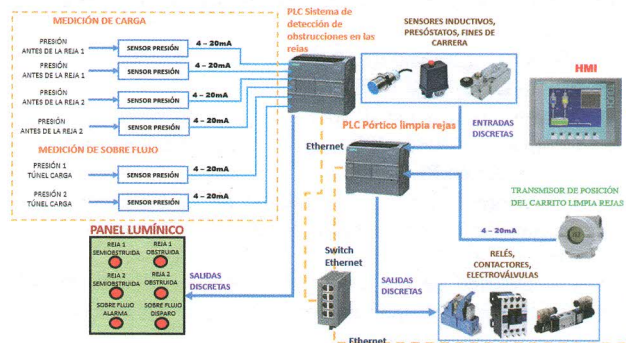 MEDICIÓN DE CARGA
PRESIÓN
ANTES DE LA REJA 1
SENSOR PRESIÓN
4 – 20mA
PRESIÓN
ANTES DE LA REJA 1
SENSOR PRESIÓN
4 – 20mA
PRESIÓN
ANTES DE LA REJA 2
SENSOR PRESIÓN
4 – 20mA
PRESIÓN
ANTES DE LA REJA 2
SENSOR PRESIÓN
4 – 20mA
MEDICIÓN DE SOBRE FLUJO
PRESIÓN 1
TÚNEL CARGA
SENSOR PRESIÓN
4 – 20mA
PRESIÓN 2
TÚNEL CARGA
SENSOR PRESIÓN
4 – 20mA
PLC Sistema de
detección de
obstrucciones en las
rejas
SENSORES INDUCTIVOS,
PRESÓSTATOS, FINES DE
CARRERA
HMI
ENTRADAS
DISCRETAS
PLC Pórtico limpia rejas
Ethernet
TRANSMISOR DE POSICIÓN
DEL CARRITO LIMPIA REJAS
4 – 20mA
PANEL LUMÍNICO
REJA 1
SEMIOBSTRUIDA
REJA 1
OBSTRUIDA
REJA 2
SEMIOBSTRUIDA
REJA 2
OBSTRUIDA
SOBRE FLUJO
ALARMA
SOBRE FLUJO
DISPARO
SALIDAS
DISCRETAS
Switch
Ethernet
SALIDAS
DISCRETAS
RELÉS,
CONTACTORES,
ELECTROVÁLVULAS
Ethernet